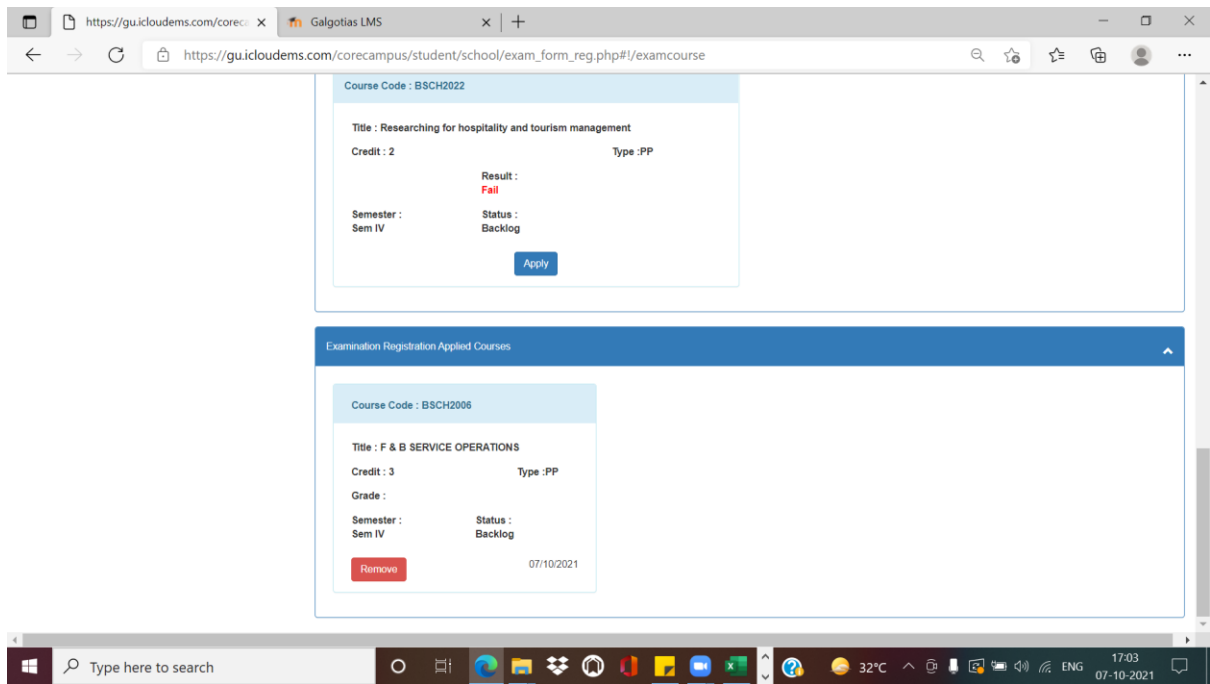 https://gu.icloudems.com/coreca
Galgotias LMS
https://gu.icloudems.com/corecampus/student/school/exam_form_reg.php#!/examcourse
Course Code : BSCH2022
Title : Researching for hospitality and tourism management
Credit : 2 Type :PP
Result :
Fail
Semester : Status :
Sem IV Backlog
Apply
Examination Registration Applied Courses
Course Code : BSCH2006
Title : F & B SERVICE OPERATIONS
Credit : 3 Type :PP
Grade :
Semester : Status :
Sem IV Backlog
Remove 07/10/2021
Type here to search 32°C ENG 17:03
07-10-2021